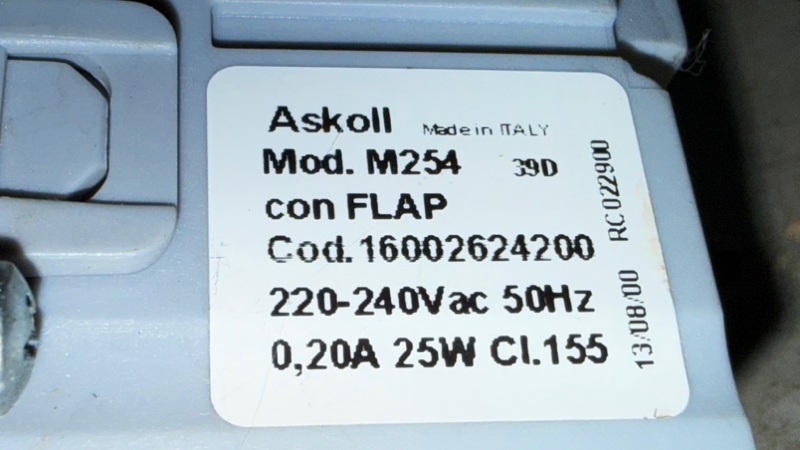 Askoll Made in ITALY
Mod. M254 39D
con FLAP
Cod.16002624200
220-240Vac 50Hz
0,20A 25W Cl.155
13/08/00 RC022900